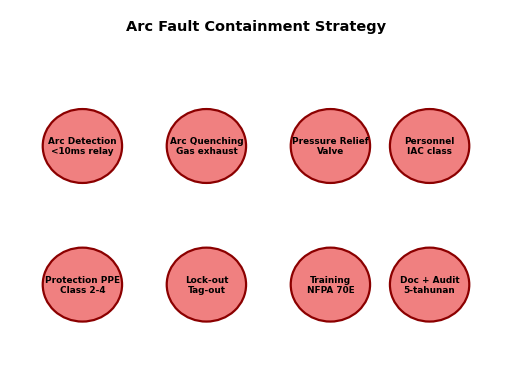 Arc Fault Containment Strategy
Arc Detection
<10ms relay
Arc Quenching
Gas exhaust
Pressure Relief
Valve
Personnel
IAC class
Protection PPE
Class 2-4
Lock-out
Tag-out
Training
NFPA 70E
Doc + Audit
5-tahunan